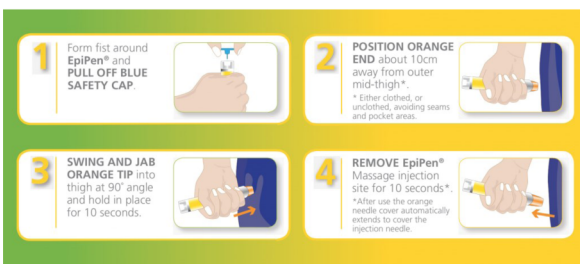 1
Form fist around
EpiPen® and
PULL OFF BLUE
SAFETY CAP.
2
POSITION ORANGE
END about 10cm
away from outer
mid-thigh*.
* Either clothed, or
unclothed, avoiding seams
and pocket areas.
3
SWING AND JAB
ORANGE TIP into
thigh at 90° angle
and hold in place
for 10 seconds.
4
REMOVE EpiPen®
Massage injection
site for 10 seconds*.
*After use the orange
needle cover automatically
extends to cover the
injection needle.